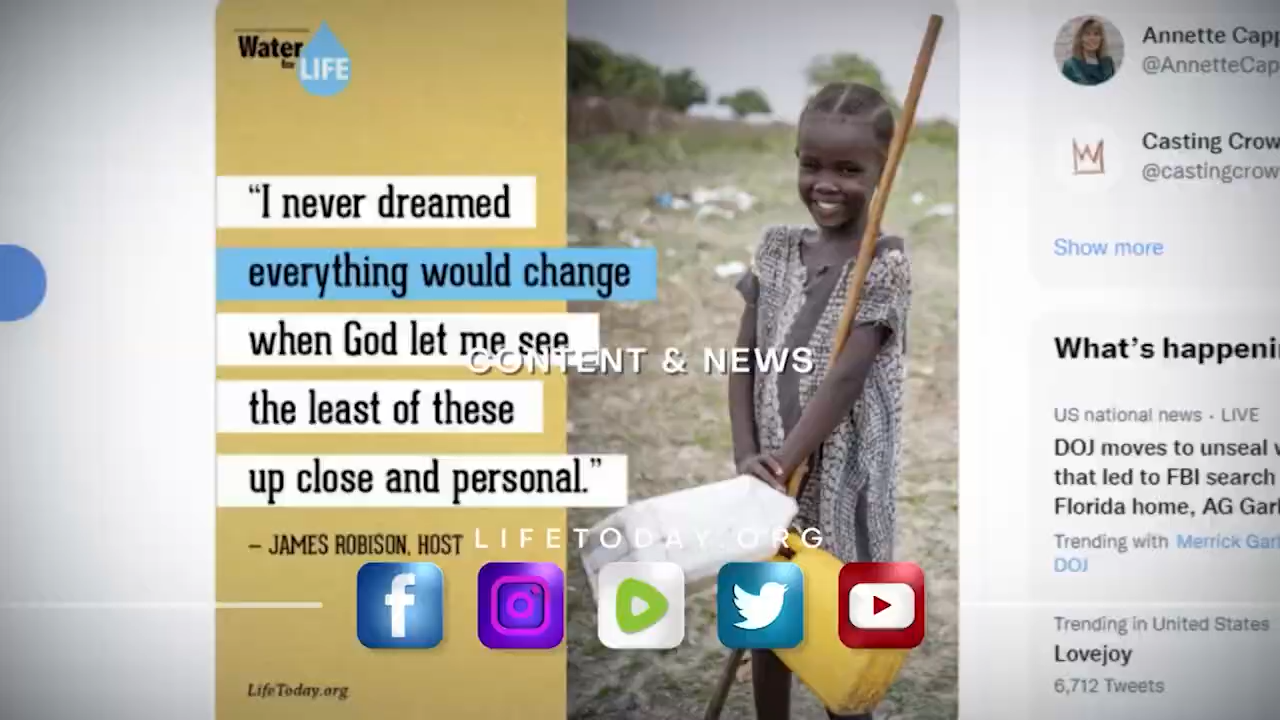 Water
for LIFE
“I never dreamed
everything would change
when God let me see
the least of these
up close and personal.”
– JAMES ROBISON, HOST
LifeToday.org
CONTENT & NEWS
LIFETODAY.ORG
Annette Capp
@AnnetteCap
Casting Crow
@castingcrow
Show more
What’s happeni
US national news · LIVE
DOJ moves to unseal
that led to FBI search
Florida home, AG Garl
Trending with Merrick Garl
DOJ
Trending in United States
Lovejoy
6,712 Tweets